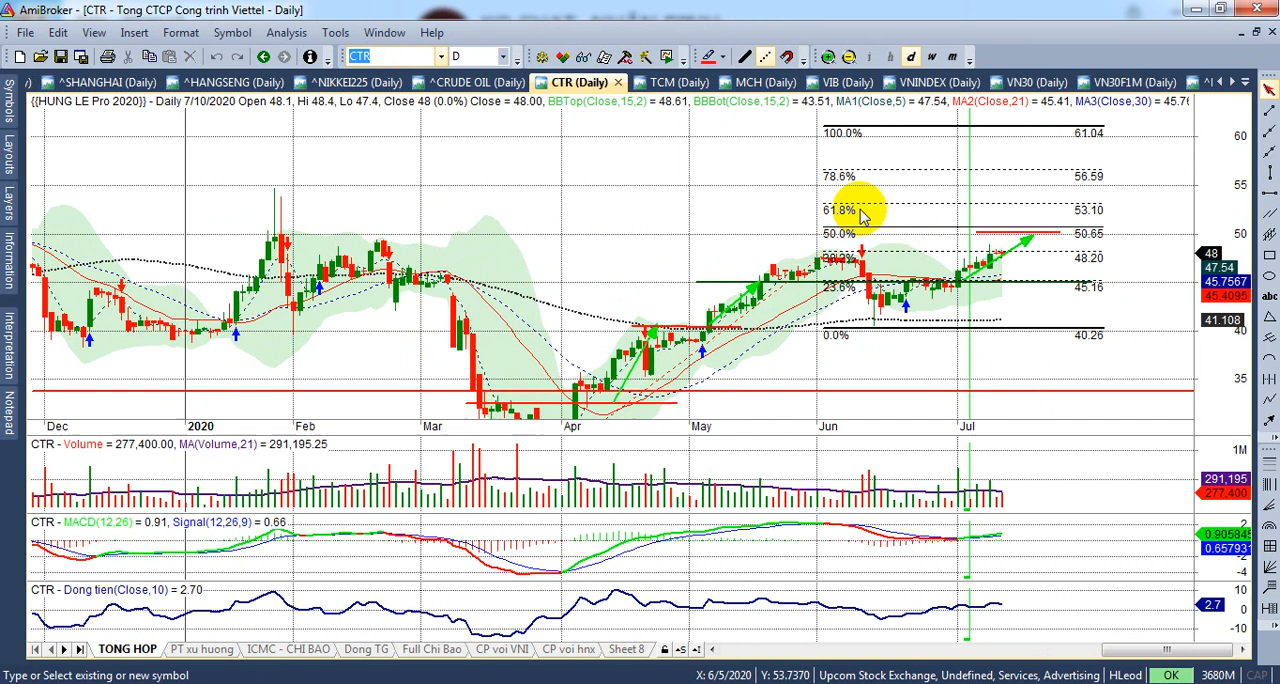 AmiBroker - [CTR - Tong CTCP Cong trinh Viettel - Daily]
File Edit View Insert Format Symbol Analysis Tools Window Help
CTR D i h d w m
^SHANGHAI (Daily) ^HANGSENG (Daily) ^NIKKEI225 (Daily) ^CRUDE OIL (Daily) CTR (Daily) TCM (Daily) MCH (Daily) VIB (Daily) VNINDEX (Daily) VN30 (Daily) VN30F1M (Daily)
{{HUNG LE Pro 2020}} - Daily 7/10/2020 Open 48.1, Hi 48.4, Lo 47.4, Close 48 (0.0%) Close = 48.00, BBTop(Close,15,2) = 48.61, BBBot(Close,15,2) = 43.51, MA1(Close,5) = 47.54, MA2(Close,21) = 45.41, MA3(Close,30) = 45.76
Symbols
Layouts
Layers
Information
Interpretation
Notepad
100.0% 61.04
78.6% 56.59
61.8% 53.10
50.0% 50.65
48.20
23.6% 45.16
0.0% 40.26
60
55
50
48
47.54
45.7567
45.4095
41.108
40
35
Dec 2020 Feb Mar Apr May Jun Jul
CTR - Volume = 277,400.00, MA(Volume,21) = 291,195.25
1M
291,195
277,400
CTR - MACD(12,26) = 0.91, Signal(12,26,9) = 0.66
2
0.905845
0.657931
-2
-4
CTR - Dong tien(Close,10) = 2.70
10
2.7
0
-10
TONG HOP PT xu huong ICMC - CHI BAO Dong TG Full Chi Bao CP voi VNI CP voi hnx Sheet 8
Type or Select existing or new symbol X: 6/5/2020 Y: 53.7370 Upcom Stock Exchange, Undefined, Services, Advertising HLeod OK 3680M CAP